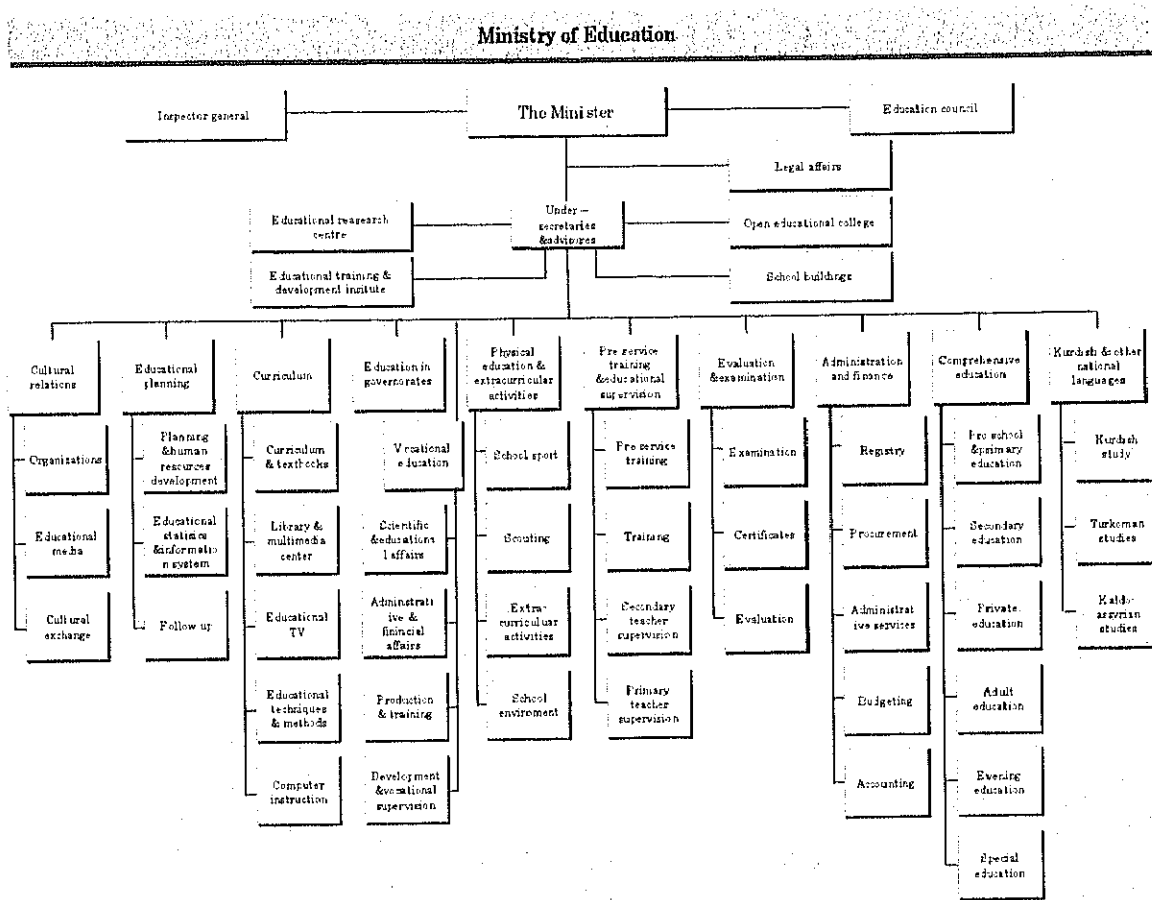 Ministry of Education
Inspector general
The Minister
Education council
Legal affairs
Educational research
centre
Under –
secretaries
&advisores
Open educational college
Educational training &
development insitute
School buildings
Cultural
relations
Educational
planning
Curriculum
Education in
governorates
Physical
education &
extracurricular
activities
Pre service
training
&educational
supervision
Evaluation
&examination
Administration
and finance
Comprehensive
education
Kurdish &other
national
languages
Organizations
Educational
media
Cultural
exchange
Planning
&human
resources
development
Educational
statistics
&informatio
n system
Follow up
Curriculum
& textbooks
Library &
multimedia
center
Educational
TV
Educational
techniques
& methods
Computer
instruction
Vocational
education
Scientific
&educationa
l affairs
Adminstrati
ve &
finincial
affairs
Production
& training
Development
&vocational
supervision
School sport
Scouting
Extra-
curriculuar
activities
School
enviroment
Pre service
training
Training
Secondary
teacher
supervision
Primary
teacher
supervision
Examination
Certificates
Evaluation
Registry
Procurement
Administrat
ive services
Budgeting
Accounting
Pre school
&primary
education
Secondary
education
Private
education
Adult
education
Evening
education
Special
education
Kurdish
study
Turkoman
studies
Kaldo-
assyrian
studies